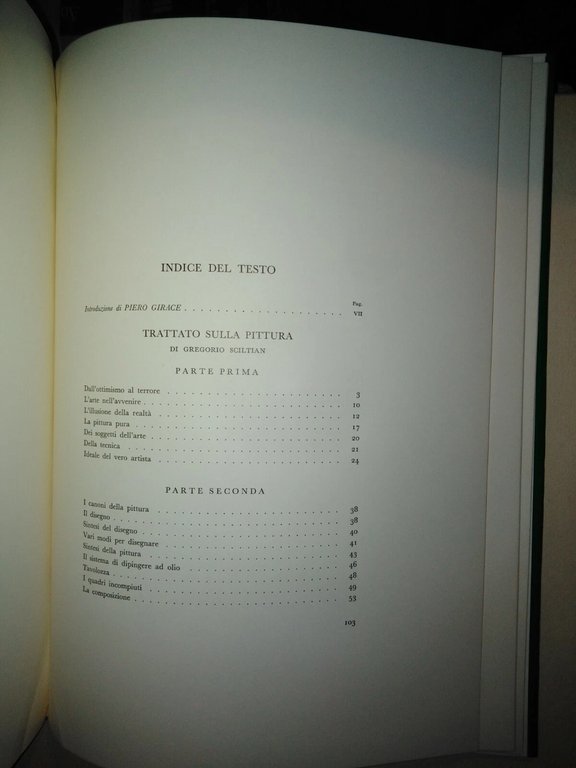 INDICE DEL TESTO
Pag.
Introduzione di PIERO GIRACE . . . . . . . . . . . . . . . . . . . . VII
TRATTATO SULLA PITTURA
DI GREGORIO SCILTIAN
PARTE PRIMA
Dall'ottimismo al terrore . . . . . . . . . . . . . . . . . . . . 3
L'arte nell'avvenire . . . . . . . . . . . . . . . . . . . . 10
L'illusione della realtà . . . . . . . . . . . . . . . . . . . . 12
La pittura pura . . . . . . . . . . . . . . . . . . . . 17
Dei soggetti dell'arte . . . . . . . . . . . . . . . . . . . . 20
Della tecnica . . . . . . . . . . . . . . . . . . . . 21
Ideale del vero artista . . . . . . . . . . . . . . . . . . . . 24
PARTE SECONDA
I canoni della pittura . . . . . . . . . . . . . . . . . . . . 38
Il disegno . . . . . . . . . . . . . . . . . . . . 38
Sintesi del disegno . . . . . . . . . . . . . . . . . . . . 40
Vari modi per disegnare . . . . . . . . . . . . . . . . . . . . 41
Sintesi della pittura . . . . . . . . . . . . . . . . . . . . 43
Il sistema di dipingere ad olio . . . . . . . . . . . . . . . . . . . . 46
Tavolozza . . . . . . . . . . . . . . . . . . . . 48
I quadri incompiuti . . . . . . . . . . . . . . . . . . . . 49
La composizione . . . . . . . . . . . . . . . . . . . . 53
103